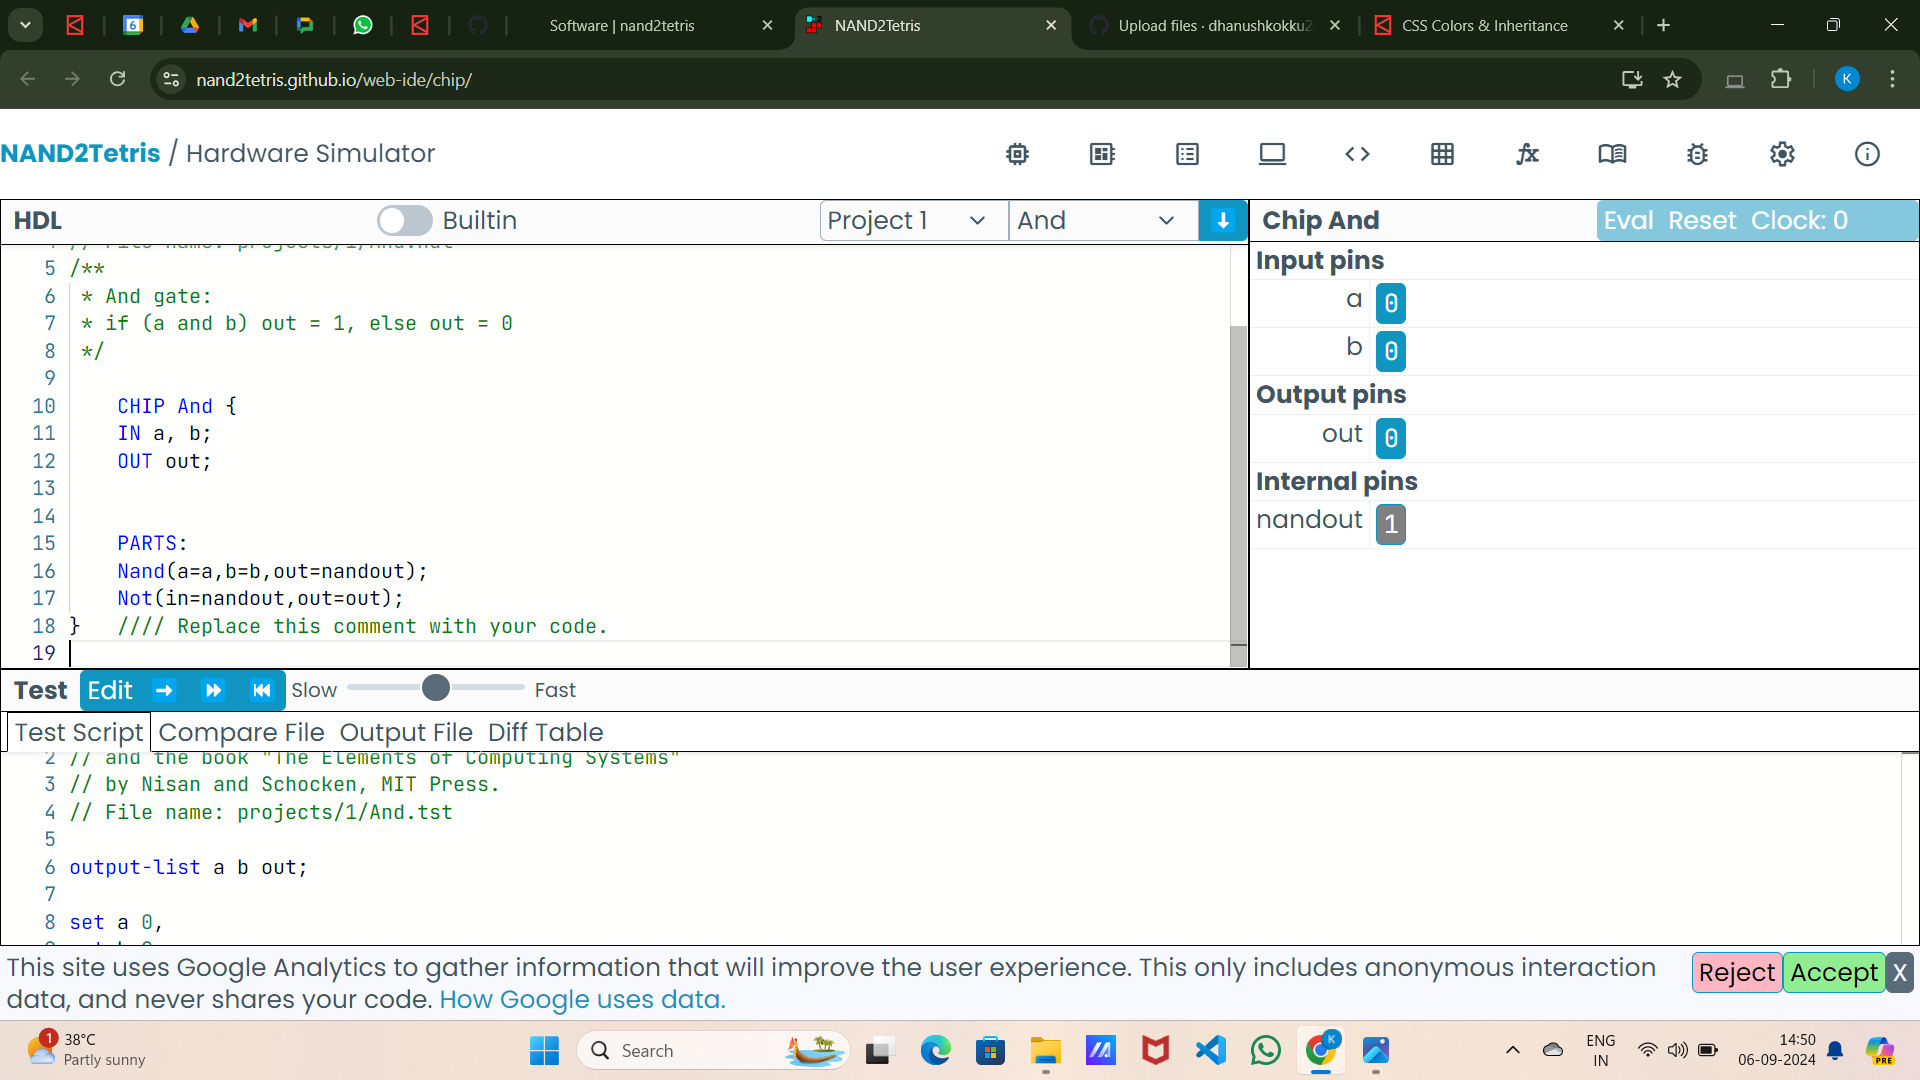 Software | nand2tetris
NAND2Tetris
Upload files · dhanushkokku2
CSS Colors & Inheritance
nand2tetris.github.io/web-ide/chip/
K
NAND2Tetris / Hardware Simulator
HDL
Builtin
Project 1
And
Chip And
Eval Reset Clock: 0
4 // File name: projects/1/And.hdl
5 /**
6 * And gate:
7 * if (a and b) out = 1, else out = 0
8 */
9
10 CHIP And {
11 IN a, b;
12 OUT out;
13
14
15 PARTS:
16 Nand(a=a,b=b,out=nandout);
17 Not(in=nandout,out=out);
18 } //// Replace this comment with your code.
19
Input pins
a 0
b 0
Output pins
out 0
Internal pins
nandout 1
Test Edit Slow Fast
Test Script Compare File Output File Diff Table
2 // and the book "The Elements of Computing Systems"
3 // by Nisan and Schocken, MIT Press.
4 // File name: projects/1/And.tst
5
6 output-list a b out;
7
8 set a 0,
This site uses Google Analytics to gather information that will improve the user experience. This only includes anonymous interaction
data, and never shares your code. How Google uses data.
Reject Accept X
1
38°C
Partly sunny
Search
K
ENG
IN
14:50
06-09-2024
PRE